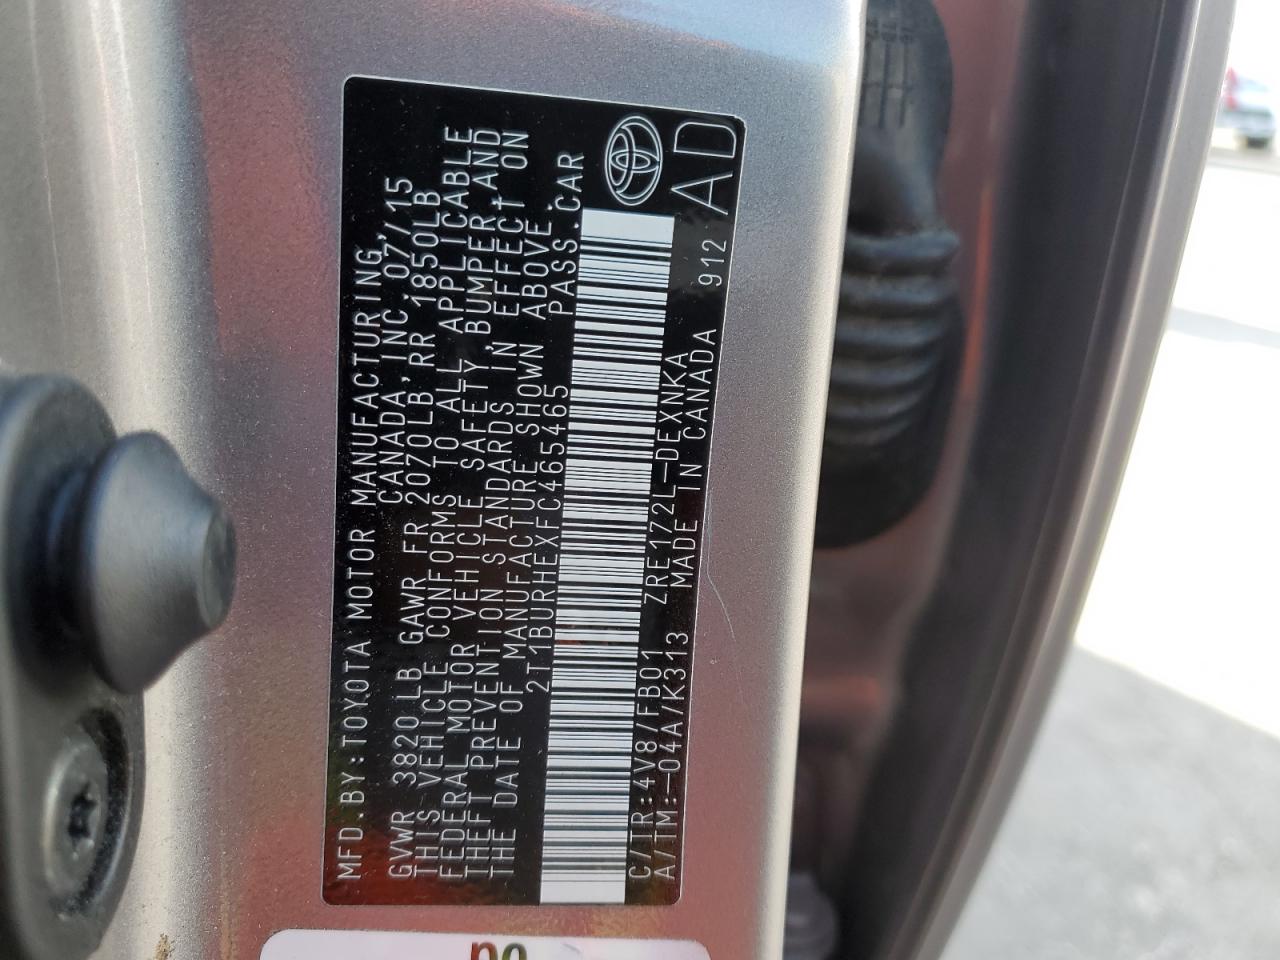 MFD.BY:TOYOTA MOTOR MANUFACTURING,
CANADA, INC. 07/15
GVWR 3820LB GAWR FR 2070LB, RR 1850LB
THIS VEHICLE CONFORMS TO ALL APPLICABLE
FEDERAL MOTOR VEHICLE SAFETY, BUMPER, AND
THEFT PREVENTION STANDARDS IN EFFECT ON
THE DATE OF MANUFACTURE SHOWN ABOVE.
2T1BURHEXFC465465 PASS.CAR
C/TR:4V8/FB01 ZRE172L-DEXNKA
A/TM:-04A/K313 MADE IN CANADA 912
AD